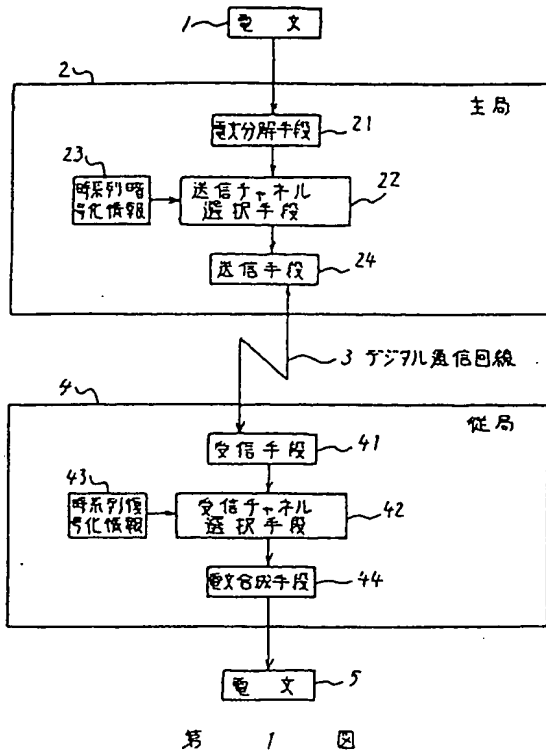 1 電文
2
主局
電文分解手段 21
23
時系列暗
号化情報
送信チャネル
選択手段
22
送信手段 24
3 デジタル通信回線
4
従局
受信手段 41
43
時系列復
号化情報
受信チャネル
選択手段
42
電文合成手段 44
電文 5
第 1 図